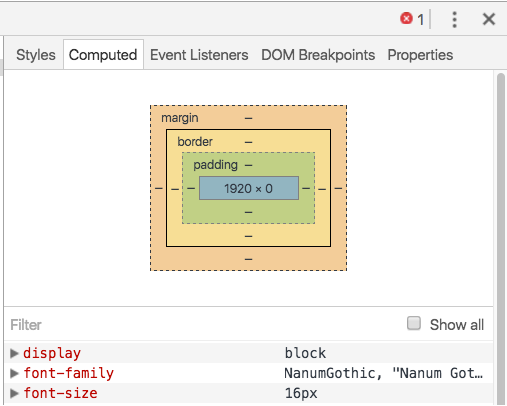 1
Styles Computed Event Listeners DOM Breakpoints Properties
margin –
border –
padding –
– – – 1920 × 0 – – –
–
–
–
Filter Show all
display block
font-family NanumGothic, "Nanum Got…
font-size 16px